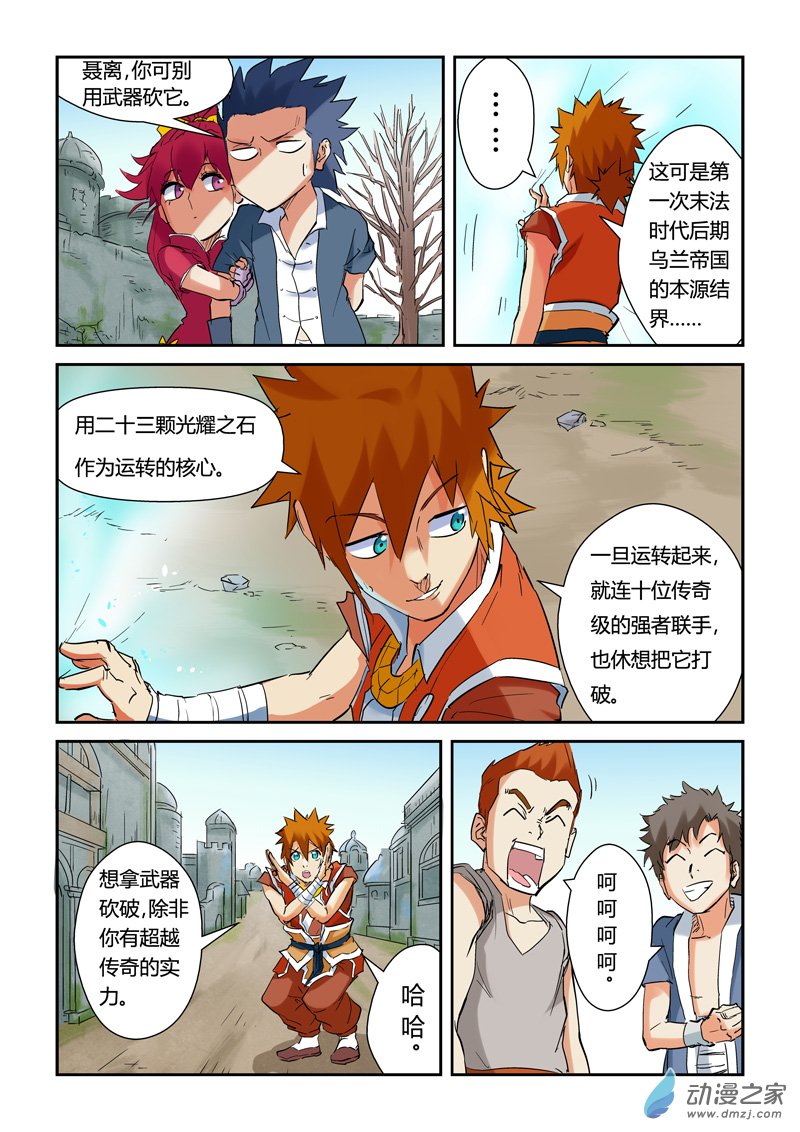 聂离，你可别
用武器砍它。
……
这可是第
一次末法
时代后期
乌兰帝国
的本源结
界……
用二十三颗光耀之石
作为运转的核心。
一旦运转起来，
就连十位传奇
级的强者联手，
也休想把它打
破。
想拿武器
砍破，除非
你有超越
传奇的实
力。
哈哈。
呵呵呵呵。
动漫之家
www.dmzj.com